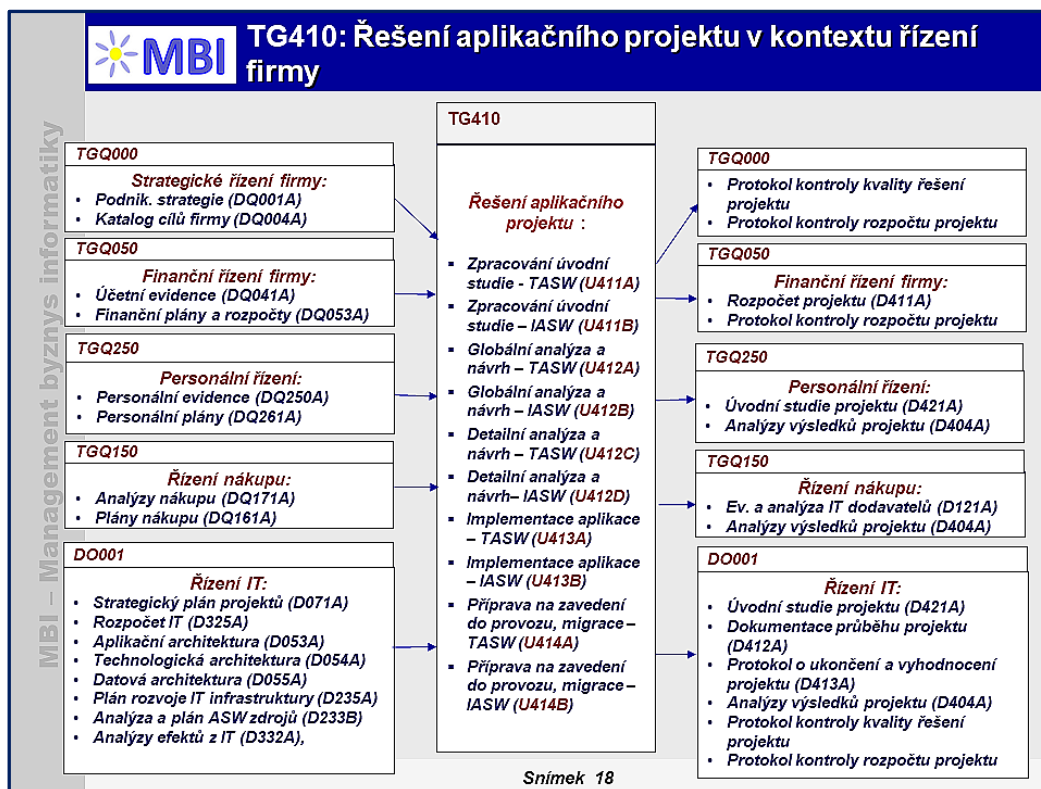 MBI
TG410: Řešení aplikačního projektu v kontextu řízení
firmy
MBI – Management byznys informatiky
TGQ000
Strategické řízení firmy:
• Podnik. strategie (DQ001A)
• Katalog cílů firmy (DQ004A)
TGQ050
Finanční řízení firmy:
• Účetní evidence (DQ041A)
• Finanční plány a rozpočty (DQ053A)
TGQ250
Personální řízení:
• Personální evidence (DQ250A)
• Personální plány (DQ261A)
TGQ150
Řízení nákupu:
• Analýzy nákupu (DQ171A)
• Plány nákupu (DQ161A)
DO001
Řízení IT:
• Strategický plán projektů (D071A)
• Rozpočet IT (D325A)
• Aplikační architektura (D053A)
• Technologická architektura (D054A)
• Datová architektura (D055A)
• Plán rozvoje IT infrastruktury (D235A)
• Analýza a plán ASW zdrojů (D233B)
• Analýzy efektů z IT (D332A),
TG410
Řešení aplikačního
projektu :
▪ Zpracování úvodní
studie - TASW (U411A)
▪ Zpracování úvodní
studie – IASW (U411B)
▪ Globální analýza a
návrh – TASW (U412A)
▪ Globální analýza a
návrh – IASW (U412B)
▪ Detailní analýza a
návrh – TASW (U412C)
▪ Detailní analýza a
návrh– IASW (U412D)
▪ Implementace aplikace
– TASW (U413A)
▪ Implementace aplikace
– IASW (U413B)
▪ Příprava na zavedení
do provozu, migrace –
TASW (U414A)
▪ Příprava na zavedení
do provozu, migrace –
IASW (U414B)
TGQ000
• Protokol kontroly kvality řešení
projektu
• Protokol kontroly rozpočtu projektu
TGQ050
Finanční řízení firmy:
• Rozpočet projektu (D411A)
• Protokol kontroly rozpočtu projektu
TGQ250
Personální řízení:
• Úvodní studie projektu (D421A)
• Analýzy výsledků projektu (D404A)
TGQ150
Řízení nákupu:
• Ev. a analýza IT dodavatelů (D121A)
• Analýzy výsledků projektu (D404A)
DO001
Řízení IT:
• Úvodní studie projektu (D421A)
• Dokumentace průběhu projektu
(D412A)
• Protokol o ukončení a vyhodnocení
projektu (D413A)
• Analýzy výsledků projektu (D404A)
• Protokol kontroly kvality řešení
projektu
• Protokol kontroly rozpočtu projektu
Snímek 18